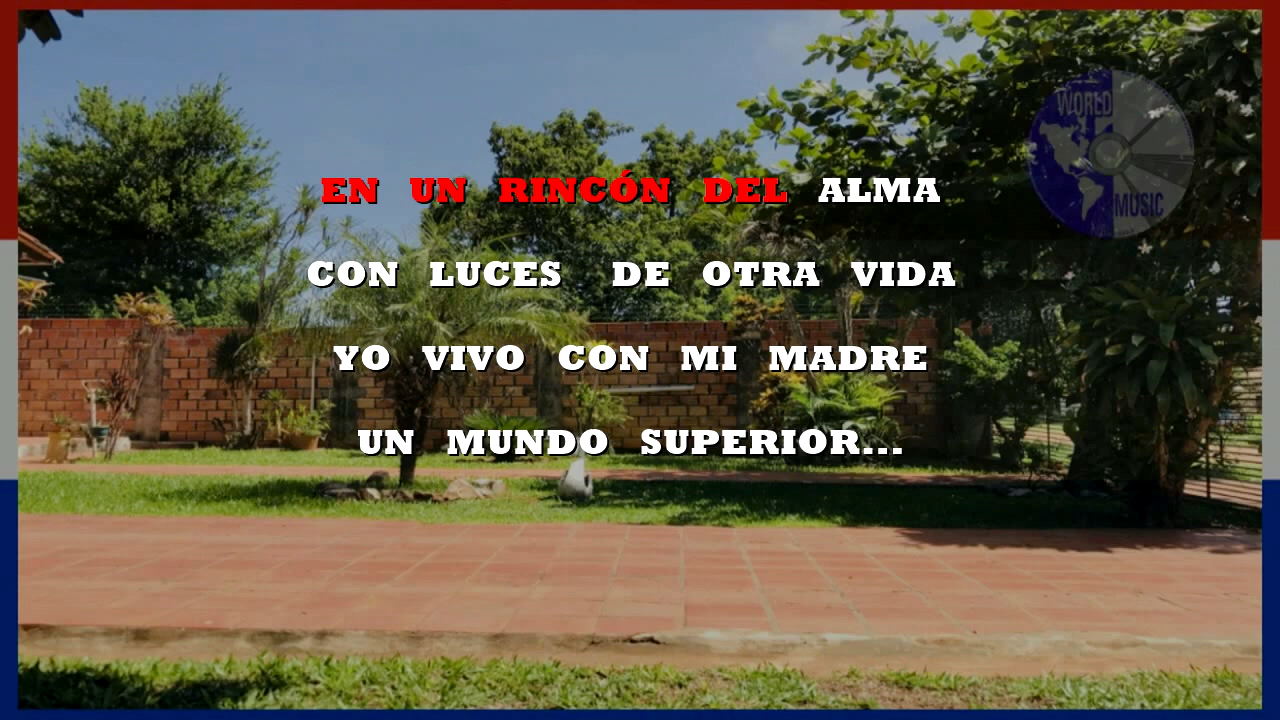 WORLD
MUSIC
EN UN RINCÓN DEL ALMA
CON LUCES DE OTRA VIDA
YO VIVO CON MI MADRE
UN MUNDO SUPERIOR...